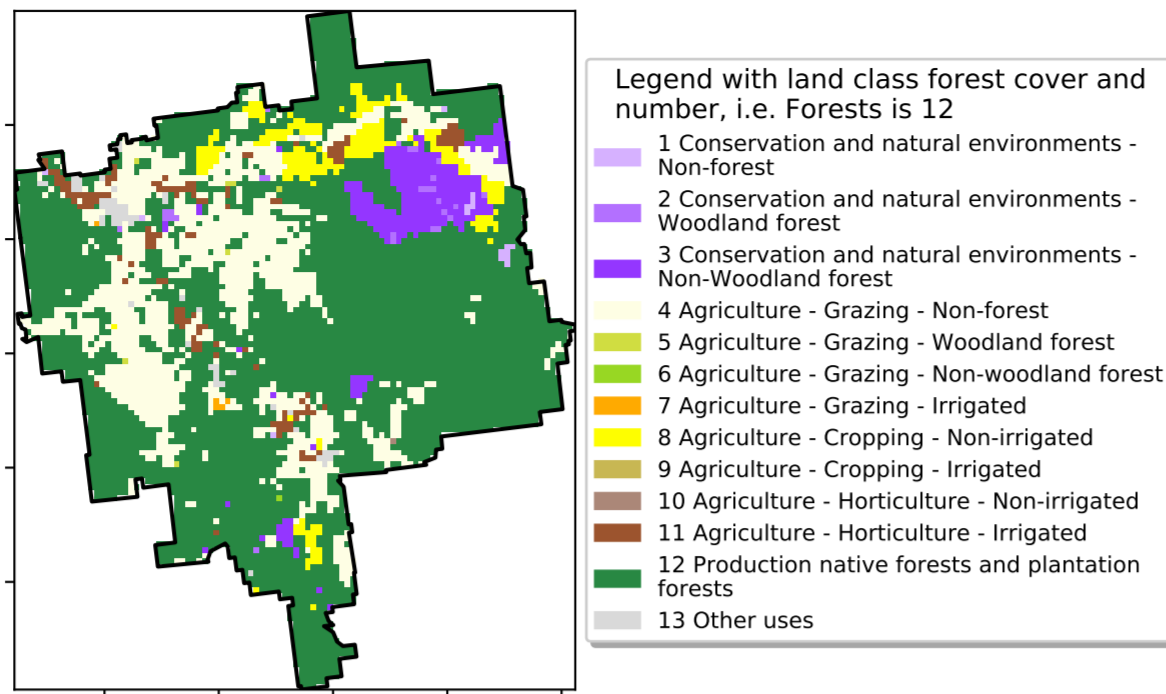 Legend with land class forest cover and
number, i.e. Forests is 12
1 Conservation and natural environments -
Non-forest
2 Conservation and natural environments -
Woodland forest
3 Conservation and natural environments -
Non-Woodland forest
4 Agriculture - Grazing - Non-forest
5 Agriculture - Grazing - Woodland forest
6 Agriculture - Grazing - Non-woodland forest
7 Agriculture - Grazing - Irrigated
8 Agriculture - Cropping - Non-irrigated
9 Agriculture - Cropping - Irrigated
10 Agriculture - Horticulture - Non-irrigated
11 Agriculture - Horticulture - Irrigated
12 Production native forests and plantation
forests
13 Other uses